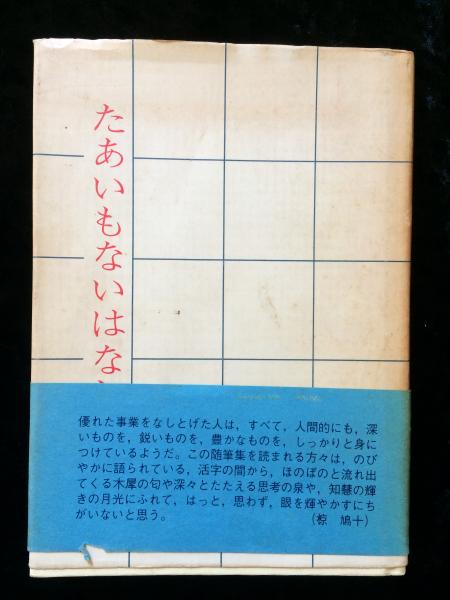 たあいもないはな
優れた事業をなしとげた人は，すべて，人間的にも，深
いものを，鋭いものを，豊かなものを，しっかりと身に
つけているようだ。この随筆集を読まれる方々は，のび
やかに語られている，活字の間から，ほのぼのと流れ出
てくる木犀の匂や深々とたたえる思考の泉や，知慧の輝
きの月光にふれて，はっと，思わず，眼を輝やかすにち
がいないと思う。（椋　鳩十）